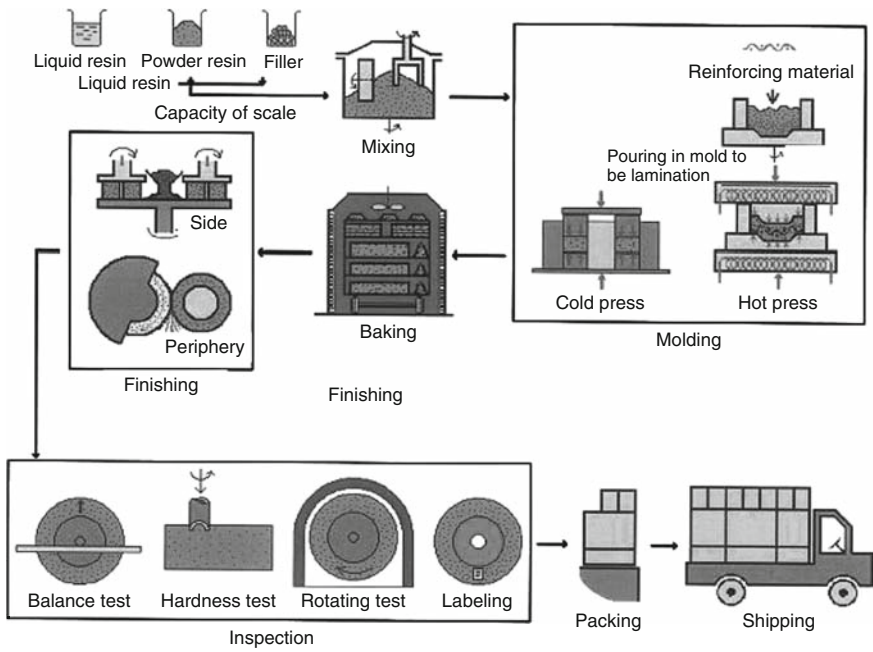 Liquid resin
Powder resin
Filler
Liquid resin
Capacity of scale
Mixing
Reinforcing material
Pouring in mold to
be lamination
Cold press
Hot press
Molding
Side
Periphery
Finishing
Baking
Finishing
Balance test
Hardness test
Rotating test
Labeling
Inspection
Packing
Shipping